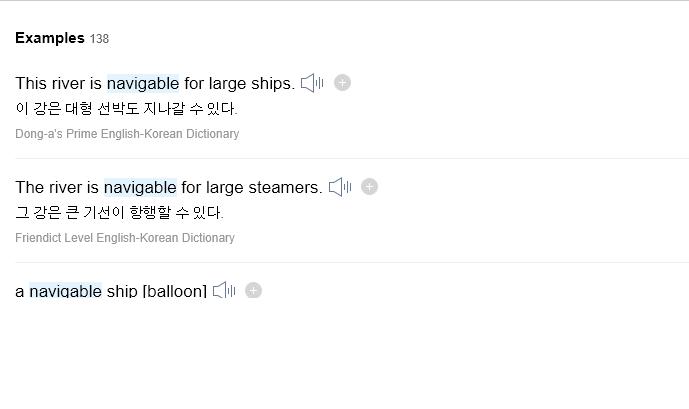 Examples 138
This river is navigable for large ships.
이 강은 대형 선박도 지나갈 수 있다.
Dong-a's Prime English-Korean Dictionary
The river is navigable for large steamers.
그 강은 큰 기선이 항행할 수 있다.
Friendict Level English-Korean Dictionary
a navigable ship [balloon]